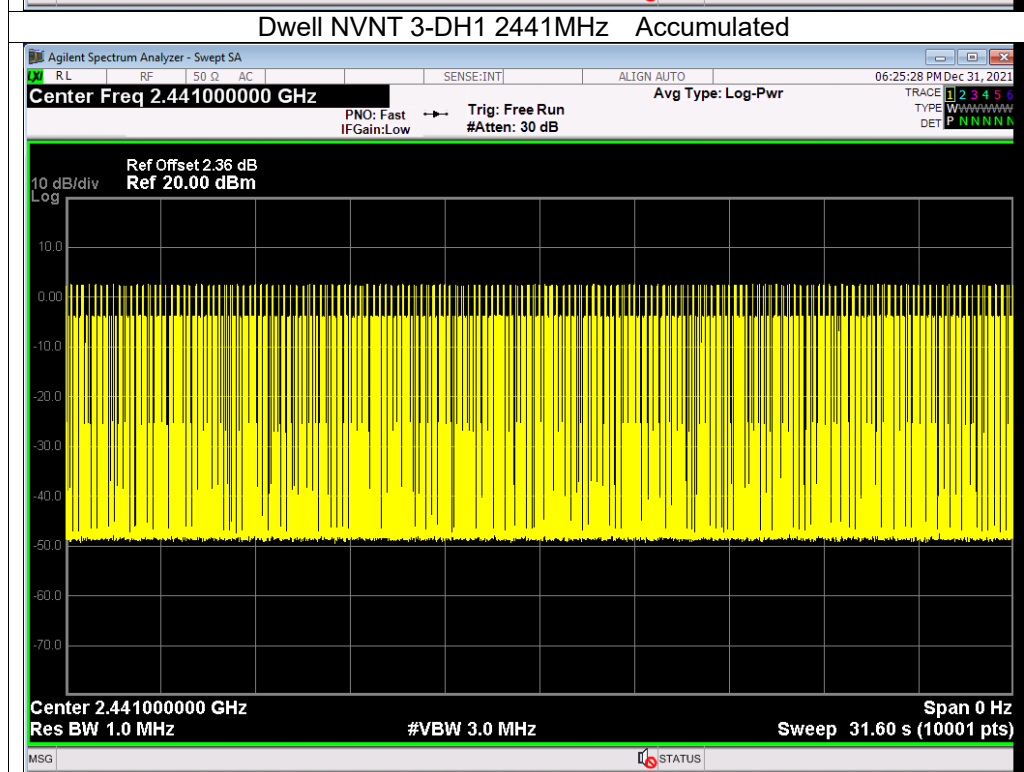 Dwell NVNT 3-DH1 2441MHz Accumulated
Agilent Spectrum Analyzer - Swept SA
LXI RL RF 50 Ω AC SENSE:INT ALIGN AUTO 06:25:28 PM Dec 31, 2021
Center Freq 2.441000000 GHz Avg Type: Log-Pwr TRACE 1 2 3 4 5 6
PNO: Fast Trig: Free Run TYPE W W W W W W
IFGain:Low #Atten: 30 dB DET P N N N N N
Ref Offset 2.36 dB
10 dB/div Ref 20.00 dBm
Log
10.0
0.00
-10.0
-20.0
-30.0
-40.0
-50.0
-60.0
-70.0
Center 2.441000000 GHz Span 0 Hz
Res BW 1.0 MHz #VBW 3.0 MHz Sweep 31.60 s (10001 pts)
MSG STATUS